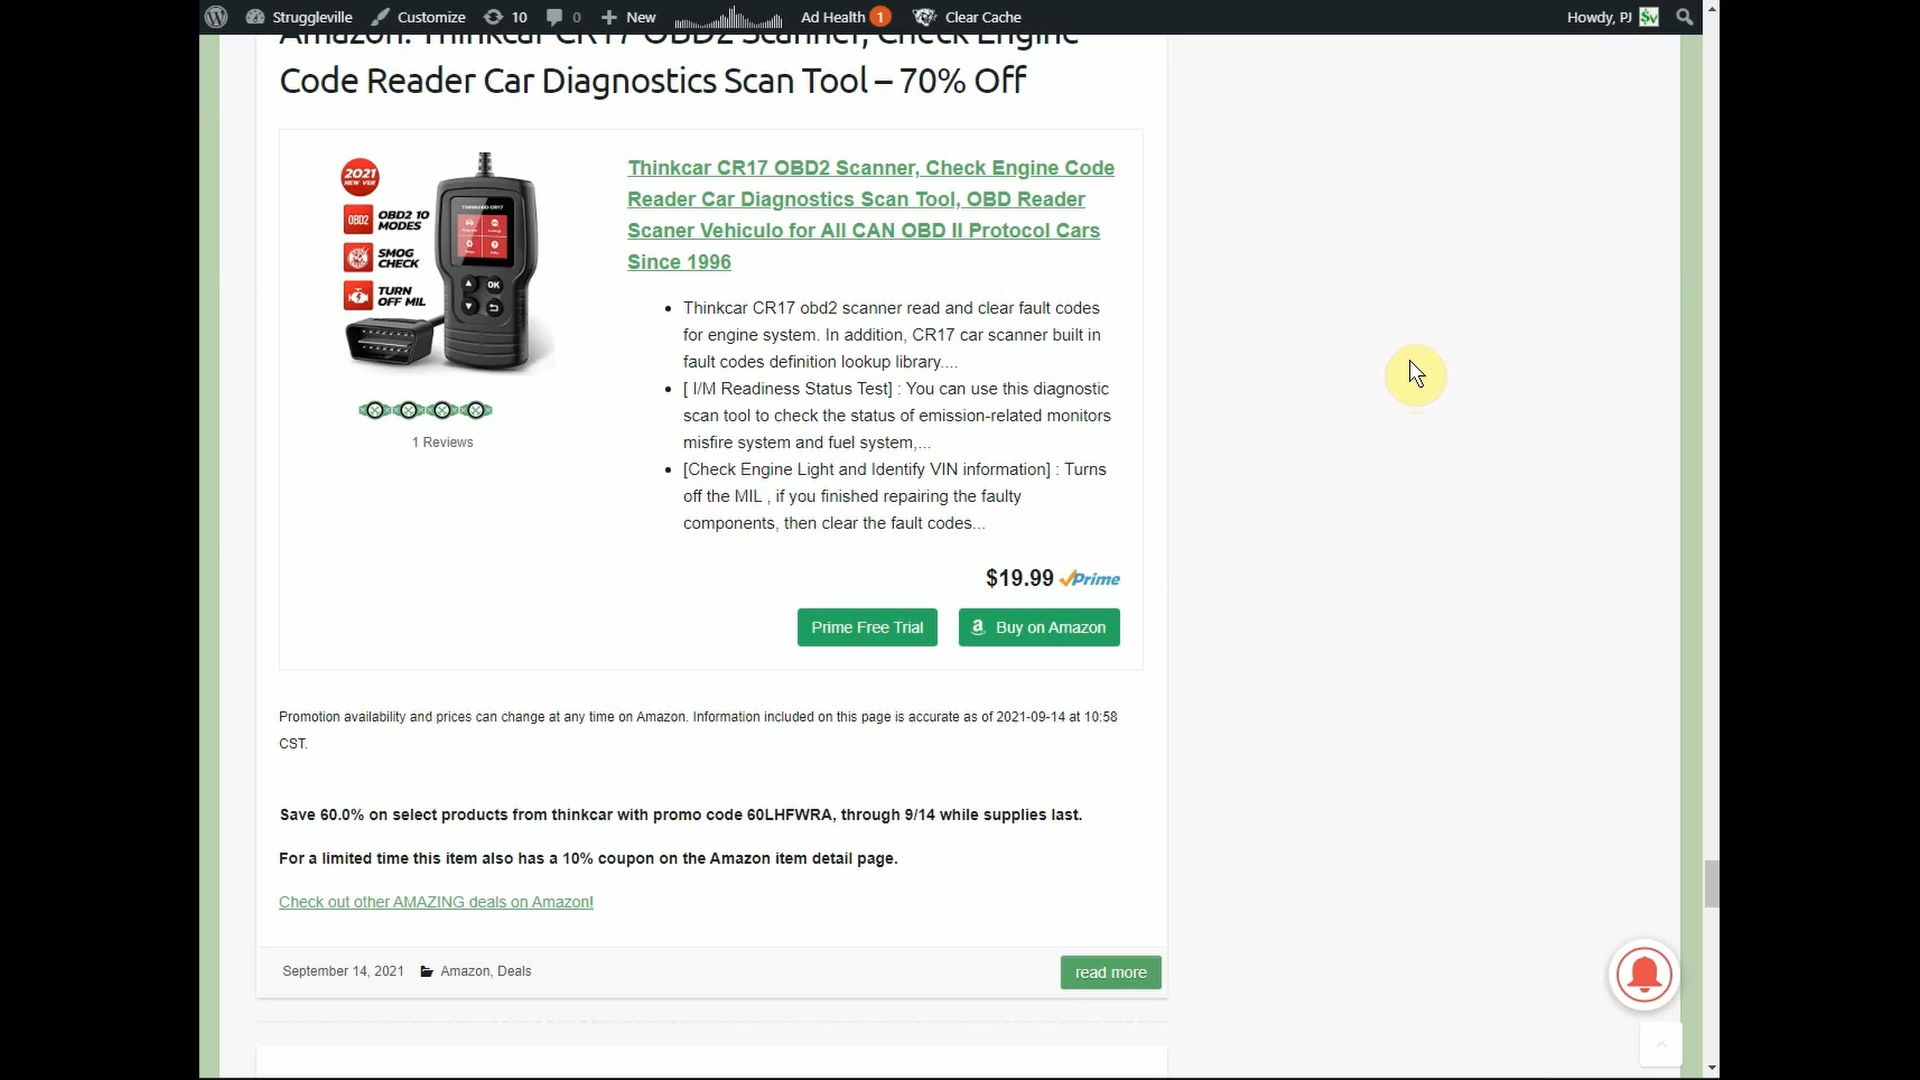 Struggleville Customize 10 0 New Ad Health 1 Clear Cache Howdy, PJ
Amazon: Thinkcar CR17 OBD2 Scanner, Check Engine
Code Reader Car Diagnostics Scan Tool – 70% Off
2021
NEW VER
OBD2 OBD2 10
MODES
SMOG
CHECK
TURN
OFF MIL
OK
1 Reviews
Thinkcar CR17 OBD2 Scanner, Check Engine Code
Reader Car Diagnostics Scan Tool, OBD Reader
Scaner Vehiculo for All CAN OBD II Protocol Cars
Since 1996
Thinkcar CR17 obd2 scanner read and clear fault codes
for engine system. In addition, CR17 car scanner built in
fault codes definition lookup library....
[ I/M Readiness Status Test] : You can use this diagnostic
scan tool to check the status of emission-related monitors
misfire system and fuel system,...
[Check Engine Light and Identify VIN information] : Turns
off the MIL , if you finished repairing the faulty
components, then clear the fault codes...
$19.99 Prime
Prime Free Trial Buy on Amazon
Promotion availability and prices can change at any time on Amazon. Information included on this page is accurate as of 2021-09-14 at 10:58
CST.
Save 60.0% on select products from thinkcar with promo code 60LHFWRA, through 9/14 while supplies last.
For a limited time this item also has a 10% coupon on the Amazon item detail page.
Check out other AMAZING deals on Amazon!
September 14, 2021 Amazon, Deals read more